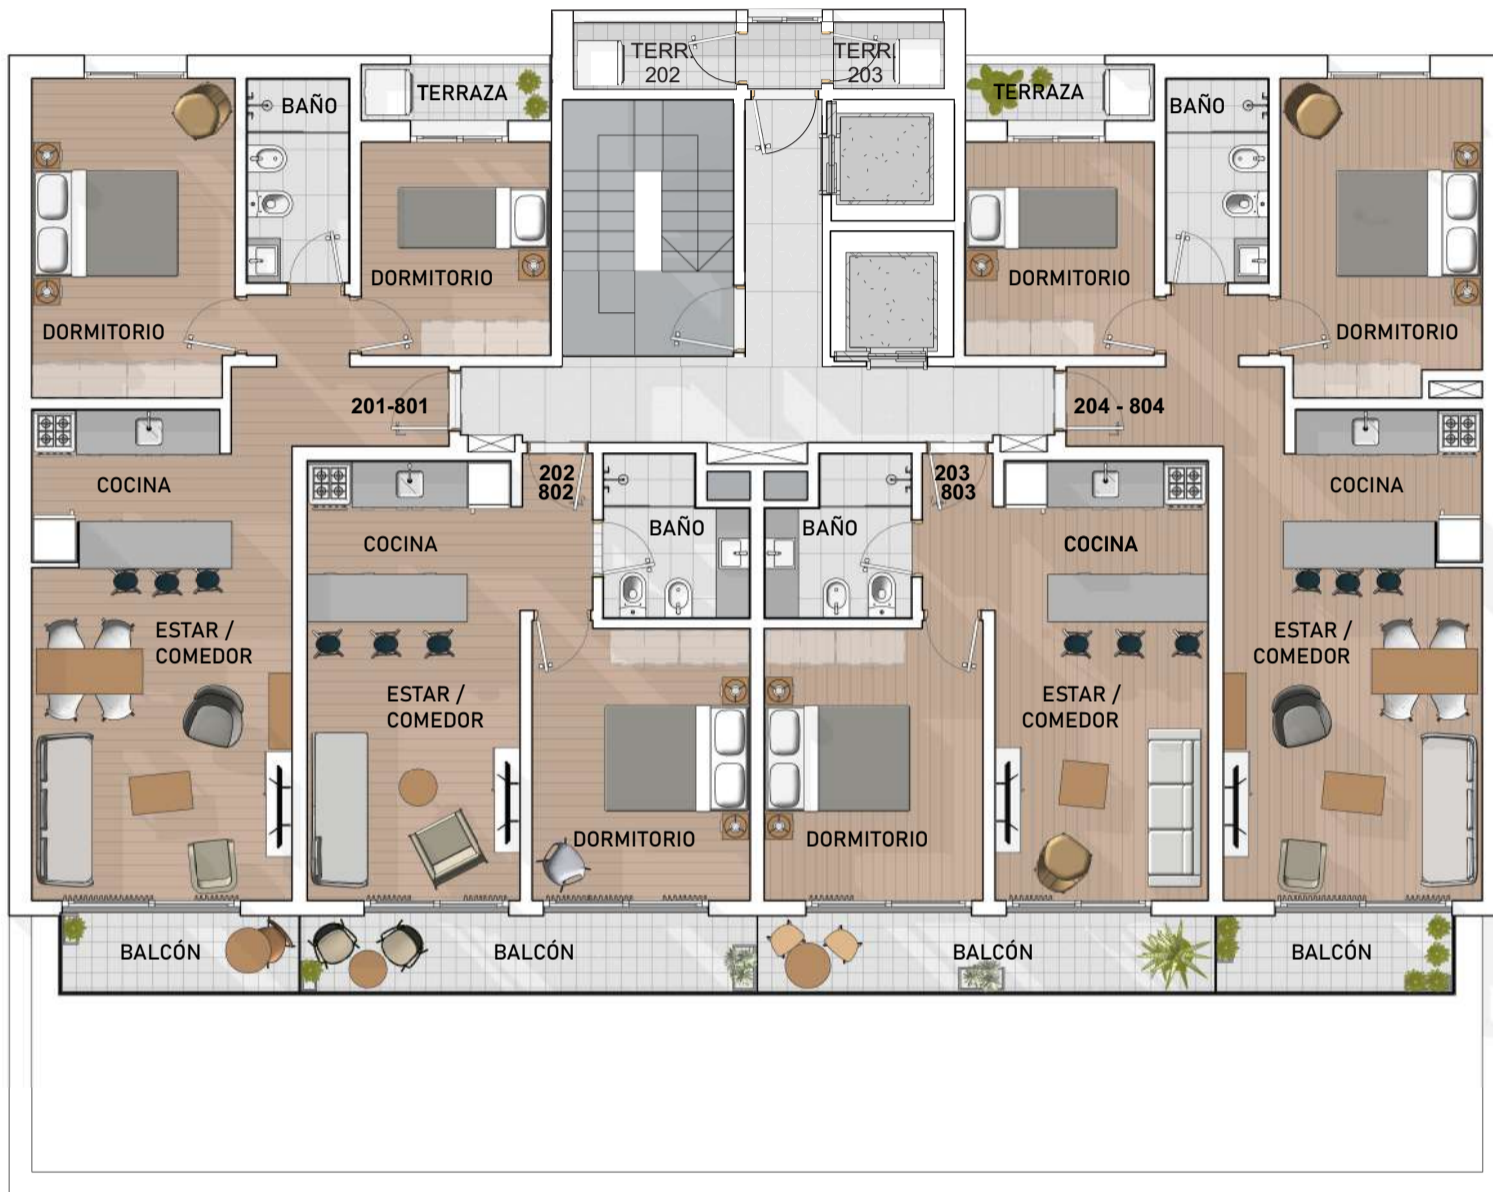 TERR.
202
TERR.
203
TERRAZA
TERRAZA
BAÑO
BAÑO
DORMITORIO
DORMITORIO
DORMITORIO
DORMITORIO
201-801
204 - 804
202
802
203
803
COCINA
COCINA
COCINA
COCINA
BAÑO
BAÑO
ESTAR /
COMEDOR
ESTAR /
COMEDOR
ESTAR /
COMEDOR
ESTAR /
COMEDOR
DORMITORIO
DORMITORIO
BALCÓN
BALCÓN
BALCÓN
BALCÓN